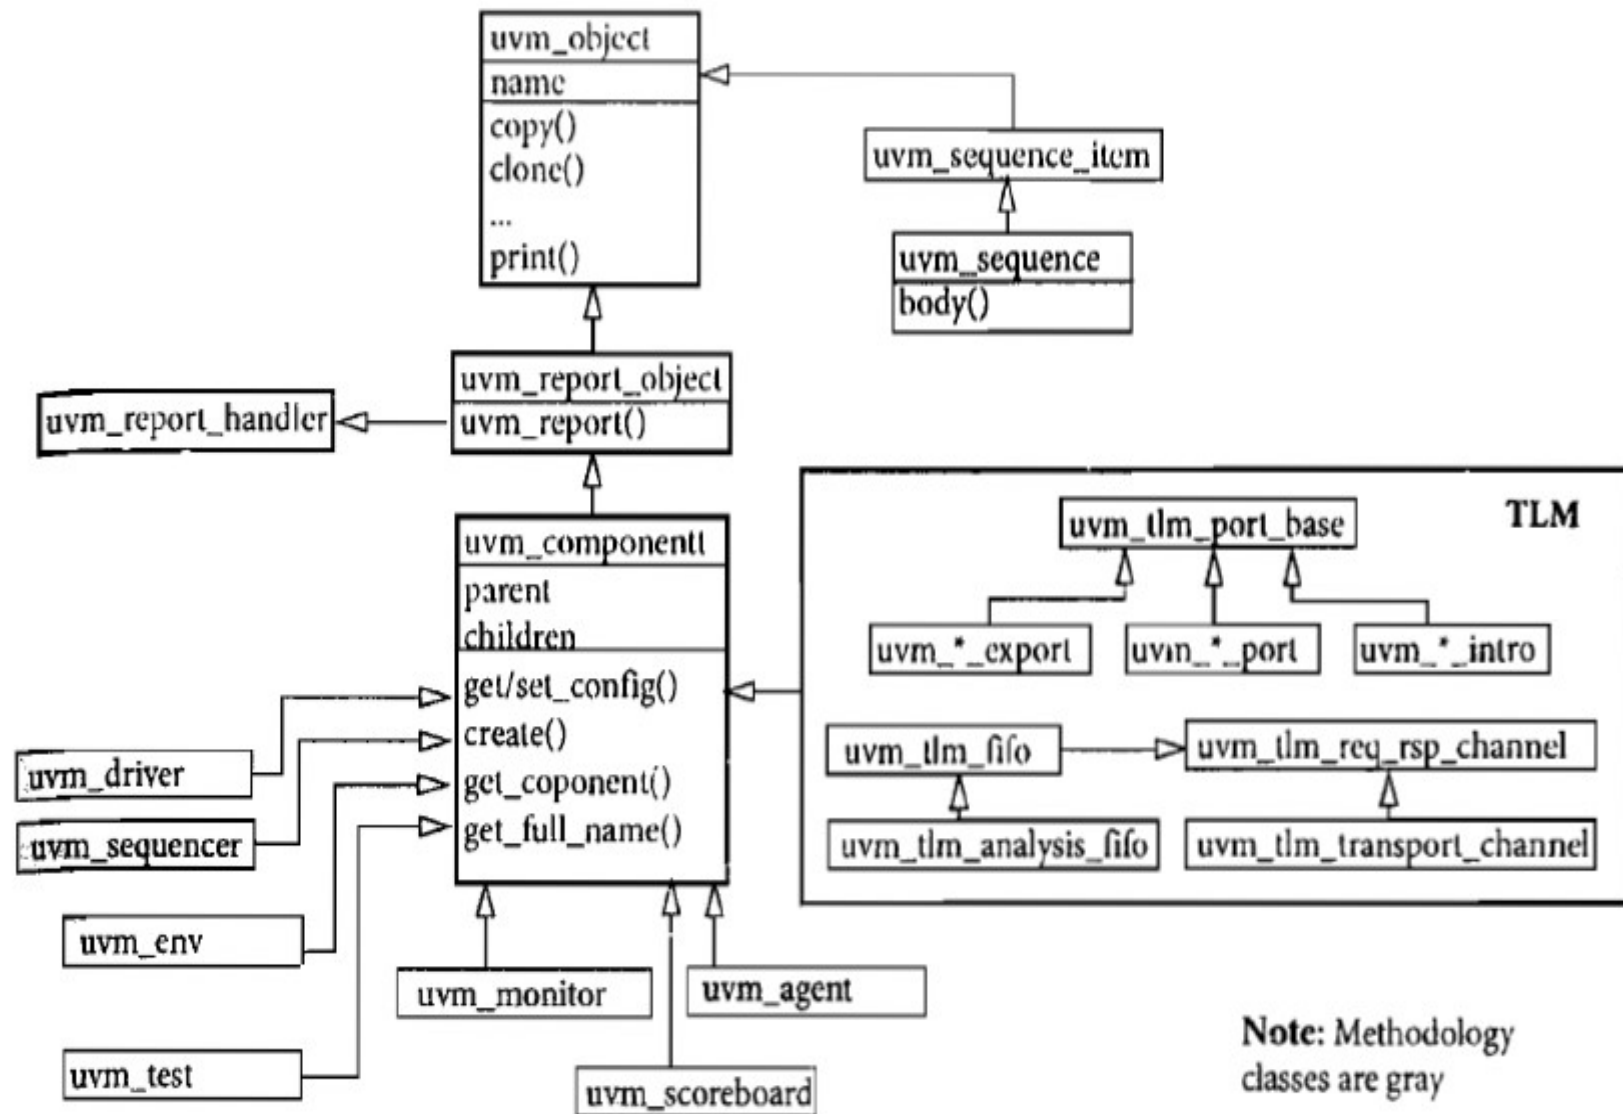 uvm_object
name
copy()
clone()
...
print()
uvm_sequence_item
uvm_sequence
body()
uvm_report_object
uvm_report()
uvm_report_handler
uvm_componentt
parent
children
get/set_config()
create()
get_coponent()
get_full_name()
uvm_driver
uvm_sequencer
uvm_env
uvm_test
uvm_monitor
uvm_agent
uvm_scoreboard
TLM
uvm_tlm_port_base
uvm_*_export
uvm_*_port
uvm_*_intro
uvm_tlm_fifo
uvm_tlm_req_rsp_channel
uvm_tlm_analysis_fifo
uvm_tlm_transport_channel
Note: Methodology
classes are gray